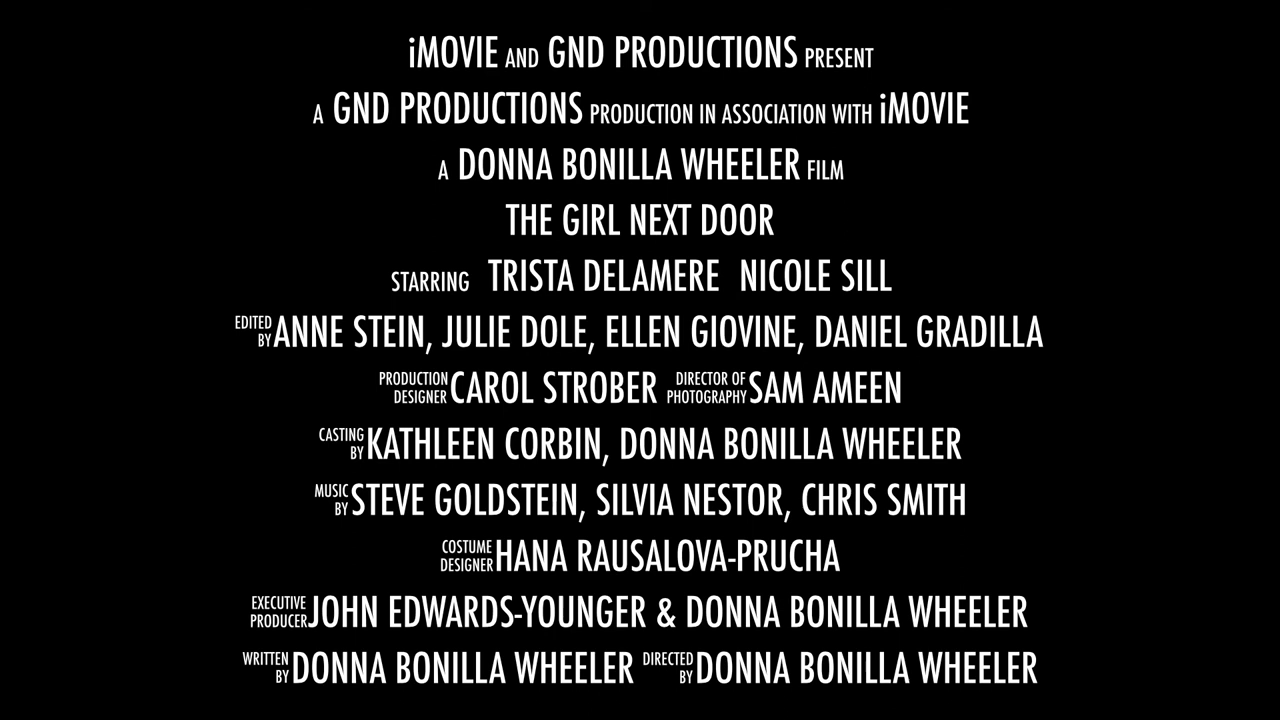 iMOVIE AND GND PRODUCTIONS PRESENT
A GND PRODUCTIONS PRODUCTION IN ASSOCIATION WITH iMOVIE
A DONNA BONILLA WHEELER FILM
THE GIRL NEXT DOOR
STARRING TRISTA DELAMERE NICOLE SILL
EDITED BY ANNE STEIN, JULIE DOLE, ELLEN GIOVINE, DANIEL GRADILLA
PRODUCTION DESIGNER CAROL STROBER DIRECTOR OF PHOTOGRAPHY SAM AMEEN
CASTING BY KATHLEEN CORBIN, DONNA BONILLA WHEELER
MUSIC BY STEVE GOLDSTEIN, SILVIA NESTOR, CHRIS SMITH
COSTUME DESIGNER HANA RAUSALOVA-PRUCHA
EXECUTIVE PRODUCER JOHN EDWARDS-YOUNGER & DONNA BONILLA WHEELER
WRITTEN BY DONNA BONILLA WHEELER DIRECTED BY DONNA BONILLA WHEELER